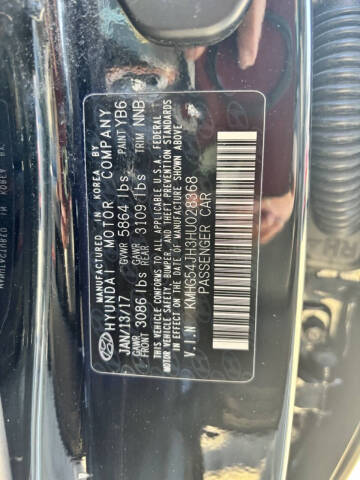 MANUFACTURED IN KOREA BY
HYUNDAI MOTOR COMPANY
JAN/13/17 GVWR 5864 lbs PAINT YB6
GAWR FRONT 3086 lbs GAWR REAR 3109 lbs TRIM NNB
THIS VEHICLE CONFORMS TO ALL APPLICABLE U.S.A. FEDERAL
MOTOR VEHICLE SAFETY, BUMPER, AND THEFT PREVENTION STANDARDS
IN EFFECT ON THE DATE OF MANUFACTURE SHOWN ABOVE.
V.I.N : KMHG54JH3HU028368
PASSENGER CAR